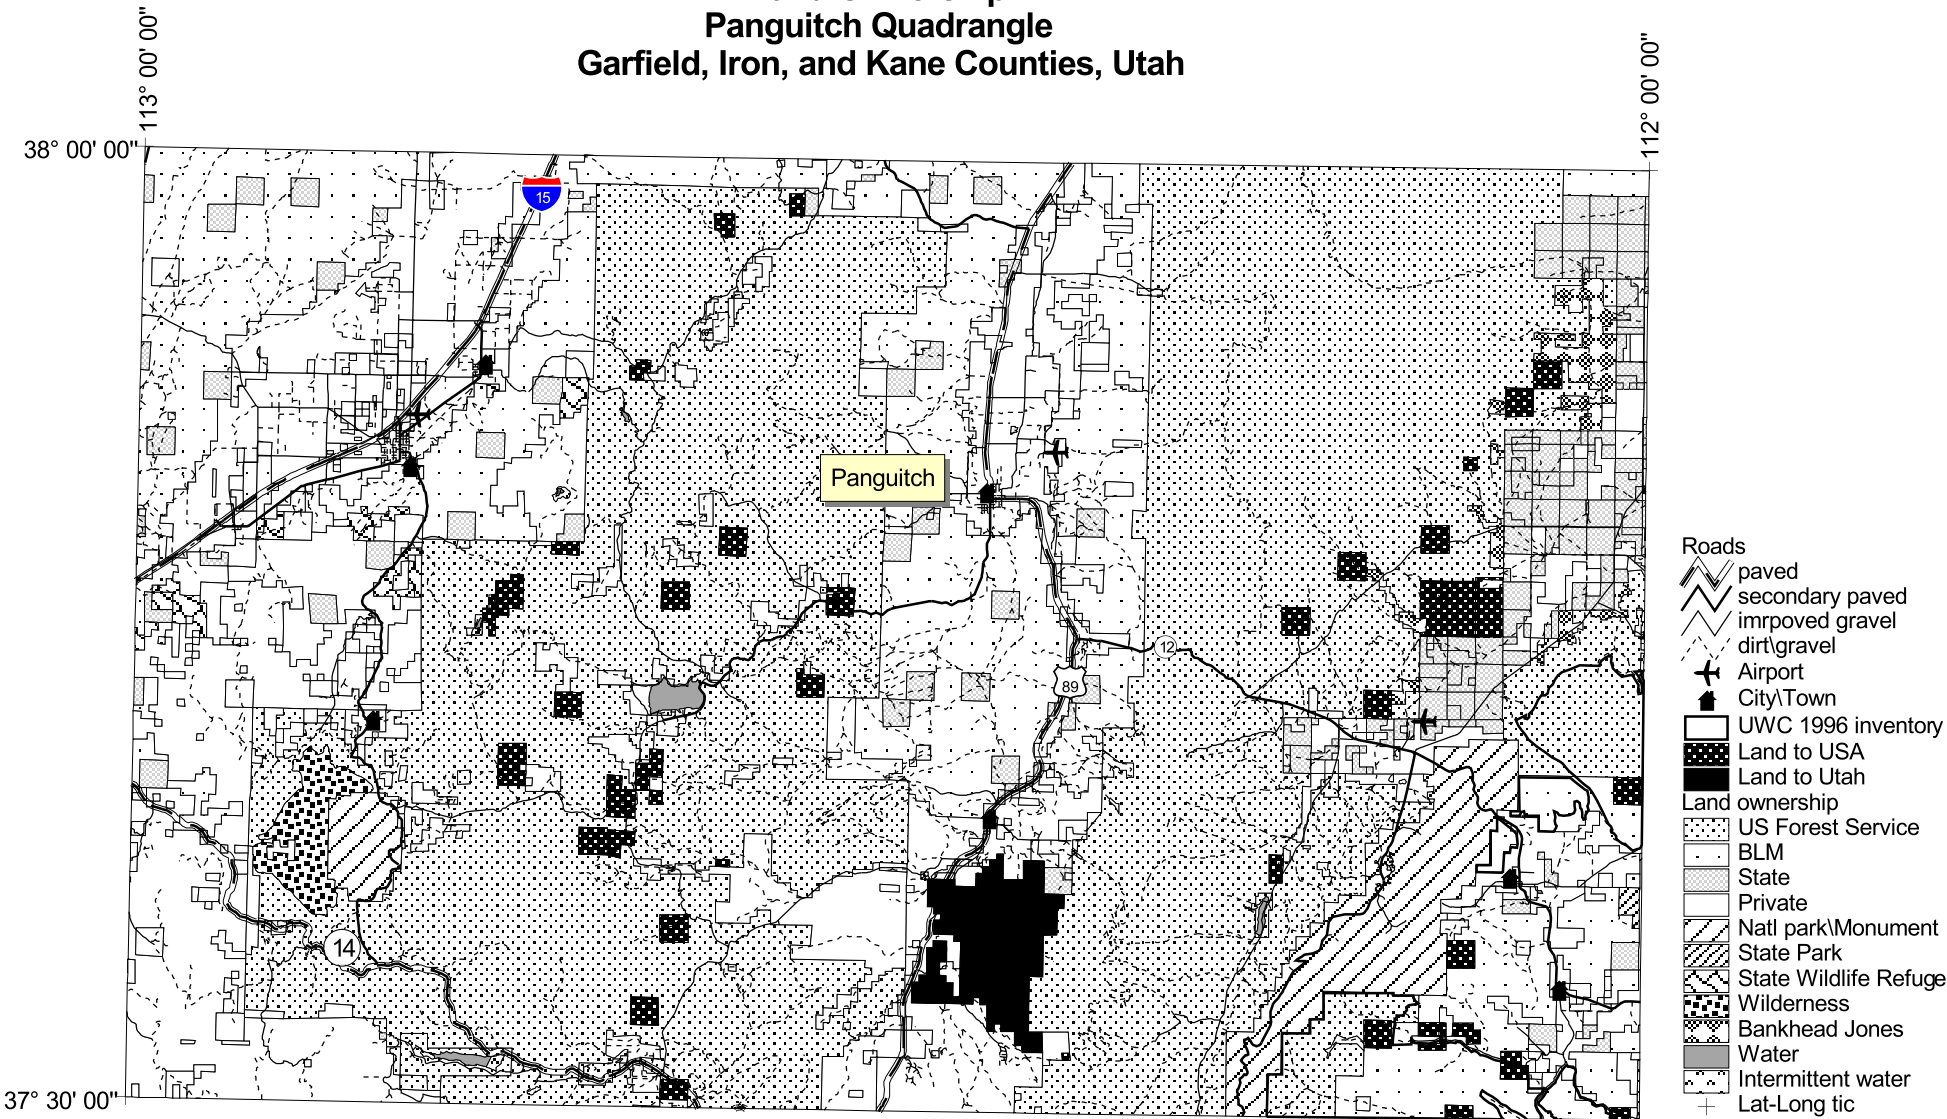 Panguitch Quadrangle
Garfield, Iron, and Kane Counties, Utah
113° 00' 00"
112° 00' 00"
38° 00' 00"
15
Panguitch
12
89
14
37° 30' 00"
Roads
paved
secondary paved
imrpoved gravel
dirt\gravel
Airport
City\Town
UWC 1996 inventory
Land to USA
Land to Utah
Land ownership
US Forest Service
BLM
State
Private
Natl park\Monument
State Park
State Wildlife Refuge
Wilderness
Bankhead Jones
Water
Intermittent water
Lat-Long tic